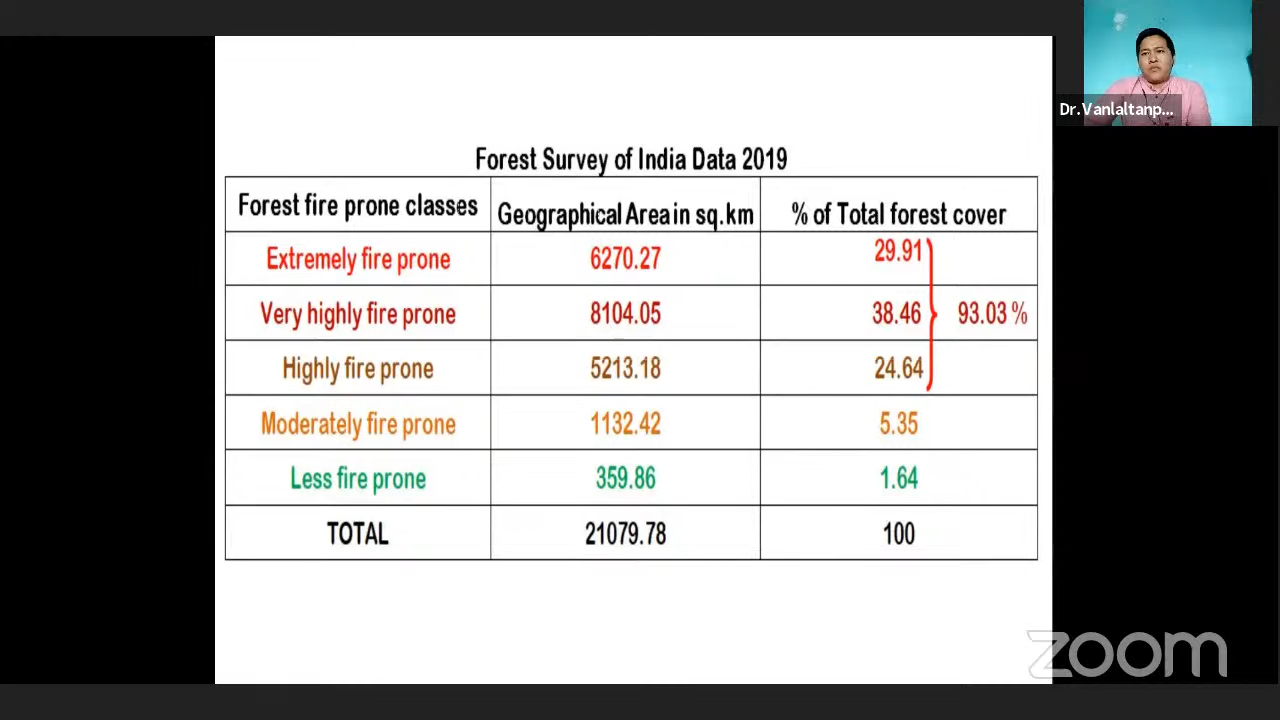 Dr.Vanlaltanp...
Forest Survey of India Data 2019
Forest fire prone classes Geographical Area in sq.km % of Total forest cover
Extremely fire prone 6270.27 29.91
Very highly fire prone 8104.05 38.46 93.03 %
Highly fire prone 5213.18 24.64
Moderately fire prone 1132.42 5.35
Less fire prone 359.86 1.64
TOTAL 21079.78 100
zoom